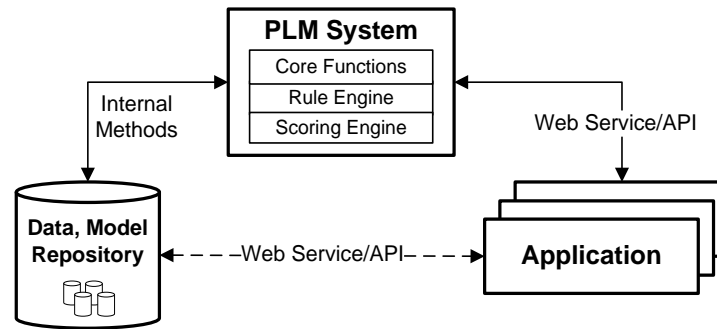 PLM System
Core Functions
Rule Engine
Scoring Engine
Internal
Methods
Web Service/API
Data, Model
Repository
Web Service/API
Application